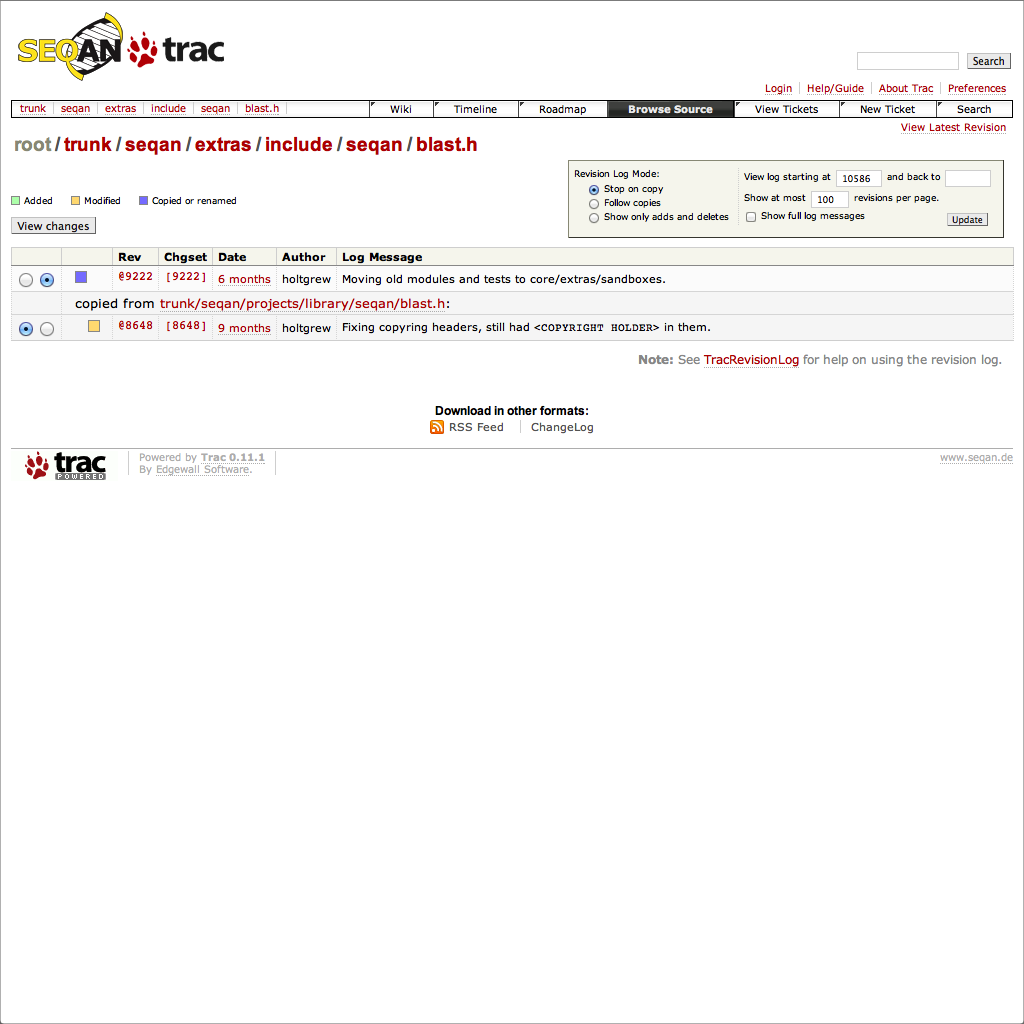 SEQAN trac
Search
Login Help/Guide About Trac Preferences
trunk seqan extras include seqan blast.h Wiki Timeline Roadmap Browse Source View Tickets New Ticket Search
View Latest Revision
root/trunk/seqan/extras/include/seqan/blast.h
Revision Log Mode:
Stop on copy
Follow copies
Show only adds and deletes
View log starting at 10586 and back to
Show at most 100 revisions per page.
Show full log messages
Update
Added Modified Copied or renamed
View changes
Rev Chgset Date Author Log Message
@9222 [9222] 6 months holtgrew Moving old modules and tests to core/extras/sandboxes.
copied from trunk/seqan/projects/library/seqan/blast.h:
@8648 [8648] 9 months holtgrew Fixing copyring headers, still had <COPYRIGHT HOLDER> in them.
Note: See TracRevisionLog for help on using the revision log.
Download in other formats:
RSS Feed ChangeLog
trac POWERED
Powered by Trac 0.11.1
By Edgewall Software.
www.seqan.de